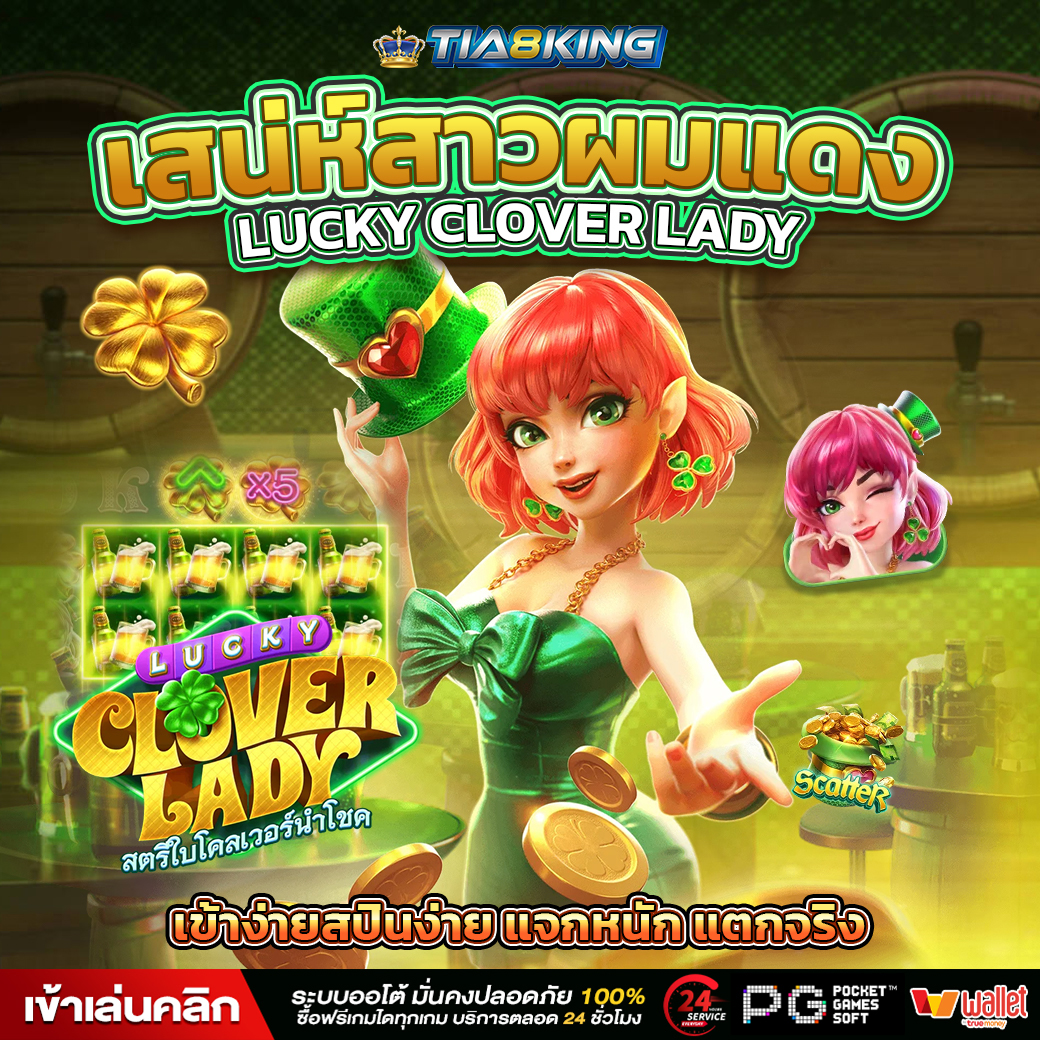 TIA8KING
เสน่ห์สาวผมแดง
LUCKY CLOVER LADY
x5
LUCKY
CLOVER
LADY
สตรีใบโคลเวอร์นำโชค
Scatter
เข้าง่ายสปินง่าย แจกหนัก แตกจริง
เข้าเล่นคลิก
ระบบออโต้ มั่นคงปลอดภัย 100%
ซื้อฟรีเกมได้ทุกเกม บริการตลอด 24 ชั่วโมง
24 HOURS
SERVICE
EVERYDAY
PG POCKET GAMES SOFT™
wallet
by truemoney